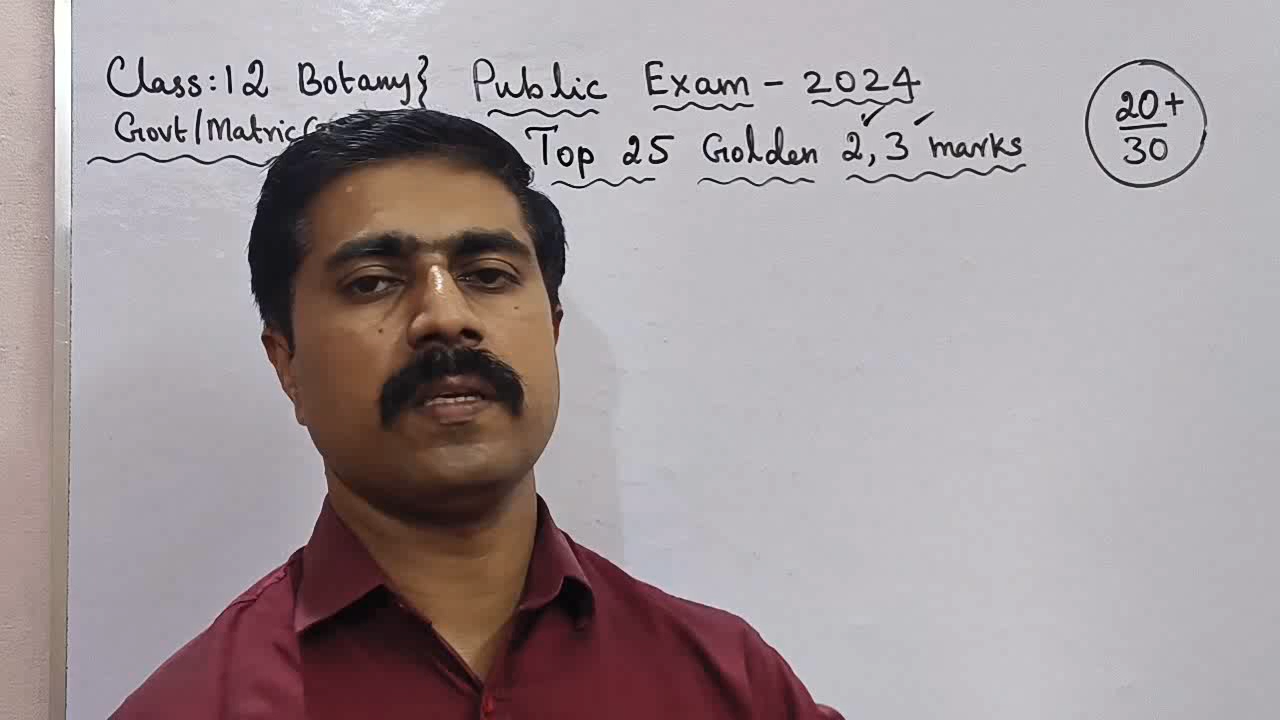 Class:12 Botany} Public Exam - 2024
Govt/Matric
Top 25 Golden 2, 3 marks
20+
30